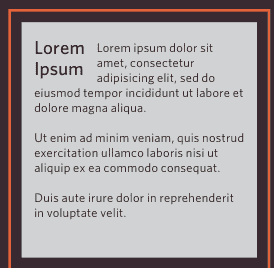 Lorem
Ipsum
Lorem ipsum dolor sit
amet, consectetur
adipisicing elit, sed do
eiusmod tempor incididunt ut labore et
dolore magna aliqua.
Ut enim ad minim veniam, quis nostrud
exercitation ullamco laboris nisi ut
aliquip ex ea commodo consequat.
Duis aute irure dolor in reprehenderit
in voluptate velit.